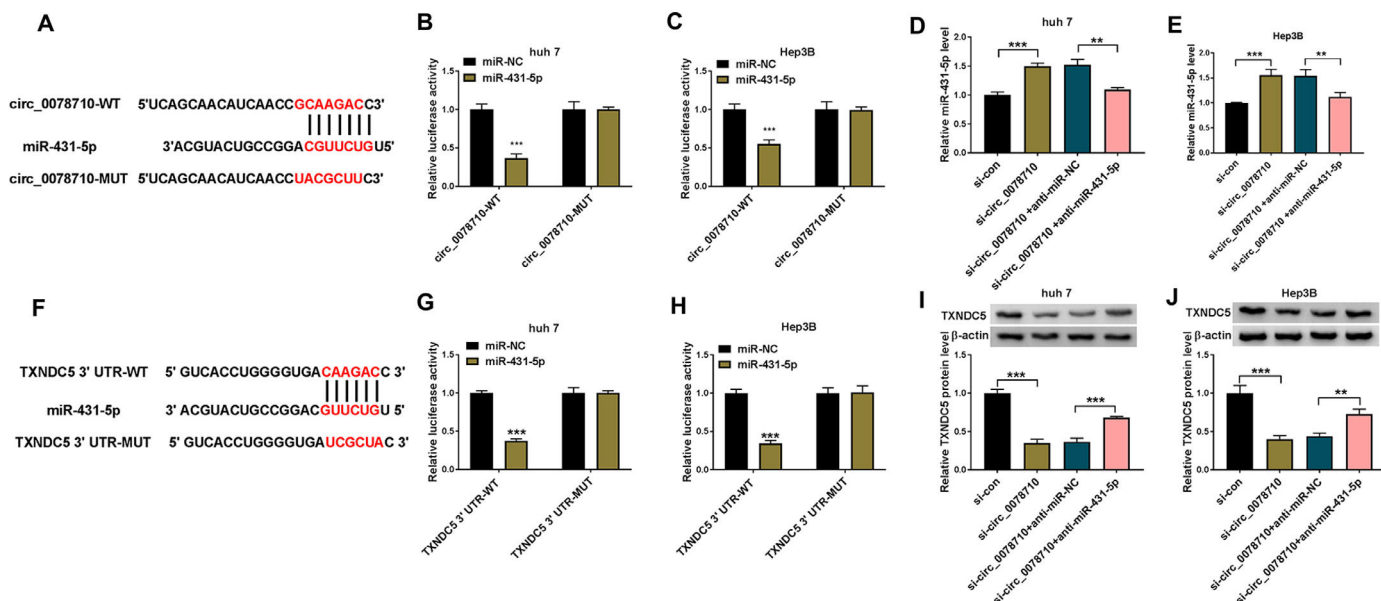 A
circ_0078710-WT 5'UCAGCAACAUCAACCGCAAGACC3'
miR-431-5p 3'ACGUACUGCCGGACGUUCUGU5'
circ_0078710-MUT 5'UCAGCAACAUCAACCUACGCUUC3'
B
huh 7
miR-NC
miR-431-5p
Relative luciferase activity
1.5
1.0
0.5
0.0
***
circ_0078710-WT
circ_0078710-MUT
C
Hep3B
miR-NC
miR-431-5p
Relative luciferase activity
1.5
1.0
0.5
0.0
***
circ_0078710-WT
circ_0078710-MUT
D
huh 7
Relative miR-431-5p level
2.0
1.5
1.0
0.5
0.0
*** **
si-con
si-circ_0078710
si-circ_0078710 +anti-miR-NC
si-circ_0078710 +anti-miR-431-5p
E
Hep3B
Relative miR-431-5p level
2.0
1.5
1.0
0.5
0.0
*** **
si-con
si-circ_0078710
si-circ_0078710 +anti-miR-NC
si-circ_0078710 +anti-miR-431-5p
F
TXNDC5 3' UTR-WT 5' GUCACCUGGGGUGACAAGACC 3'
miR-431-5p 3' ACGUACUGCCGGACGUUCUGU 5'
TXNDC5 3' UTR-MUT 5' GUCACCUGGGGUGAUCGCUAC 3'
G
huh 7
miR-NC
miR-431-5p
Relative luciferase activity
1.5
1.0
0.5
0.0
***
TXNDC5 3' UTR-WT
TXNDC5 3' UTR-MUT
H
Hep3B
miR-NC
miR-431-5p
Relative luciferase activity
1.5
1.0
0.5
0.0
***
TXNDC5 3' UTR-WT
TXNDC5 3' UTR-MUT
I
huh 7
TXNDC5
β-actin
Relative TXNDC5 protein level
1.5
1.0
0.5
0.0
*** ***
si-con
si-circ_0078710
si-circ_0078710+anti-miR-NC
si-circ_0078710+anti-miR-431-5p
J
Hep3B
TXNDC5
β-actin
Relative TXNDC5 protein level
1.5
1.0
0.5
0.0
*** **
si-con
si-circ_0078710
si-circ_0078710+anti-miR-NC
si-circ_0078710+anti-miR-431-5p